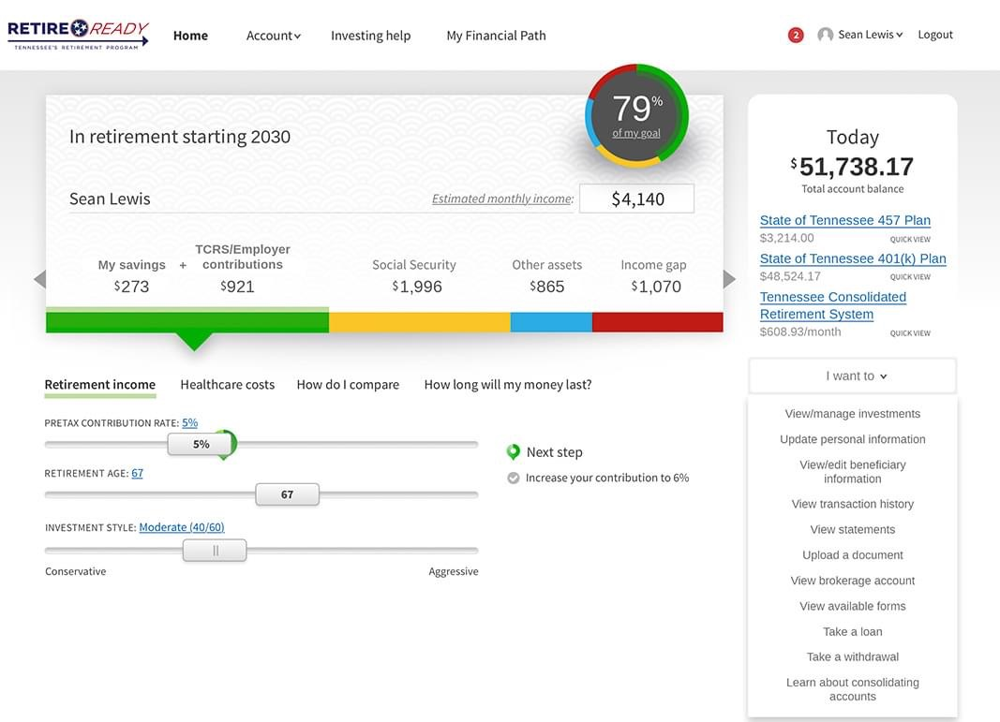 RETIRE READY
TENNESSEE'S RETIREMENT PROGRAM
Home
Account
Investing help
My Financial Path
2
Sean Lewis
Logout
79%
of my goal
In retirement starting 2030
Sean Lewis
Estimated monthly income:
$4,140
My savings
+
TCRS/Employer
contributions
Social Security
Other assets
Income gap
$273
$921
$1,996
$865
$1,070
Retirement income
Healthcare costs
How do I compare
How long will my money last?
PRETAX CONTRIBUTION RATE: 5%
5%
RETIREMENT AGE: 67
67
INVESTMENT STYLE: Moderate (40/60)
Conservative
Aggressive
Next step
Increase your contribution to 6%
Today
$51,738.17
Total account balance
State of Tennessee 457 Plan
$3,214.00
QUICK VIEW
State of Tennessee 401(k) Plan
$48,524.17
QUICK VIEW
Tennessee Consolidated
Retirement System
$608.93/month
QUICK VIEW
I want to
View/manage investments
Update personal information
View/edit beneficiary
information
View transaction history
View statements
Upload a document
View brokerage account
View available forms
Take a loan
Take a withdrawal
Learn about consolidating
accounts